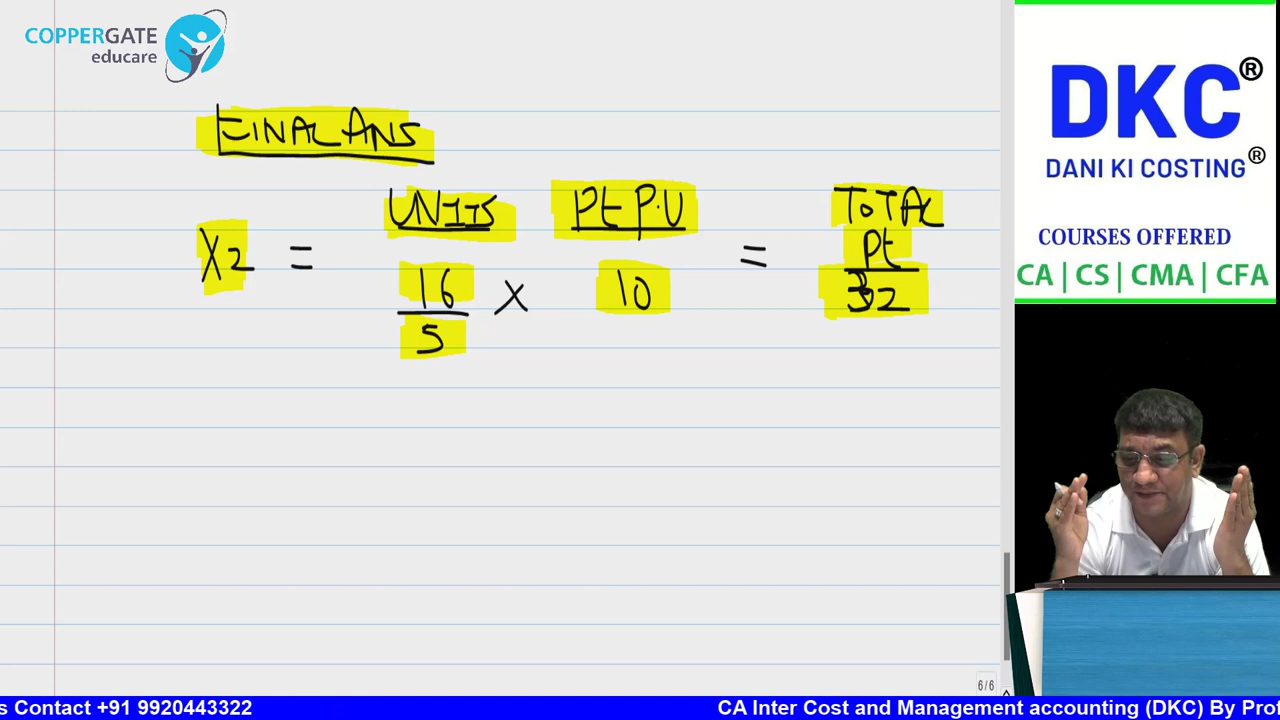 COPPERGATE
educare
FINAL ANS
UNITS Pt P.U TOTAL
Pt
X2 = 16/5 X 10 = 32
6/6
DKC®
DANI KI COSTING®
COURSES OFFERED
CA | CS | CMA | CFA
s Contact +91 9920443322 CA Inter Cost and Management accounting (DKC) By Prof